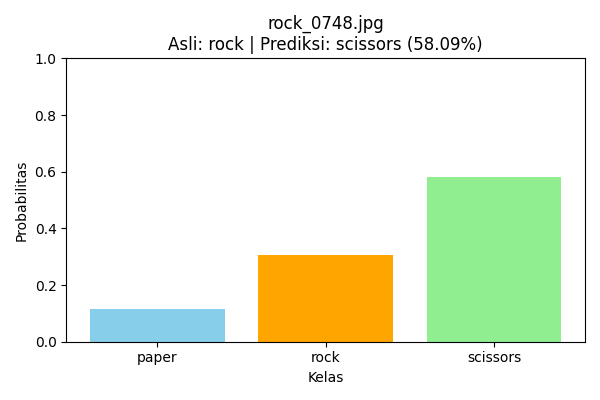 rock_0748.jpg
Asli: rock | Prediksi: scissors (58.09%)
1.0
0.8
0.6
0.4
0.2
0.0
Probabilitas
paper
rock
scissors
Kelas